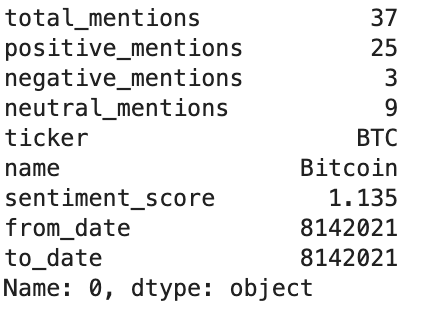 total_mentions 37
positive_mentions 25
negative_mentions 3
neutral_mentions 9
ticker BTC
name Bitcoin
sentiment_score 1.135
from_date 8142021
to_date 8142021
Name: 0, dtype: object